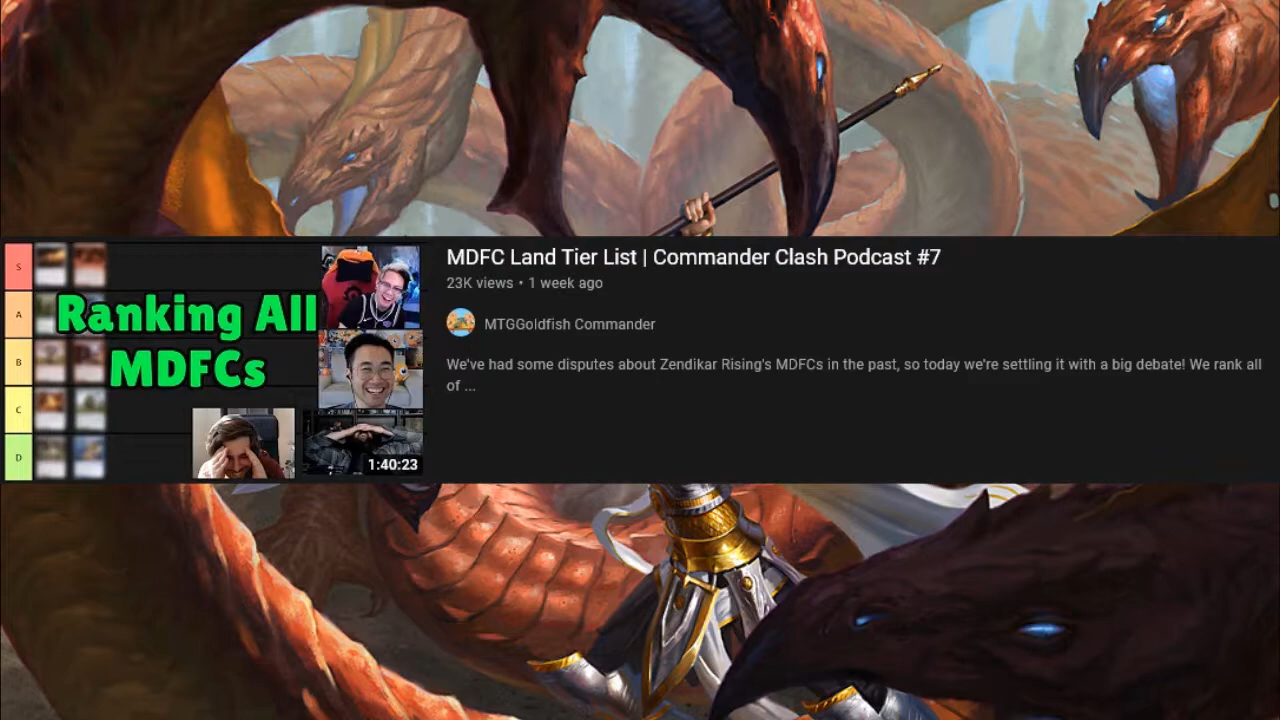 S
A
B
C
D
Ranking All
MDFCs
1:40:23
MDFC Land Tier List | Commander Clash Podcast #7
23K views • 1 week ago
MTGGoldfish Commander
We've had some disputes about Zendikar Rising's MDFCs in the past, so today we're settling it with a big debate! We rank all
of ...